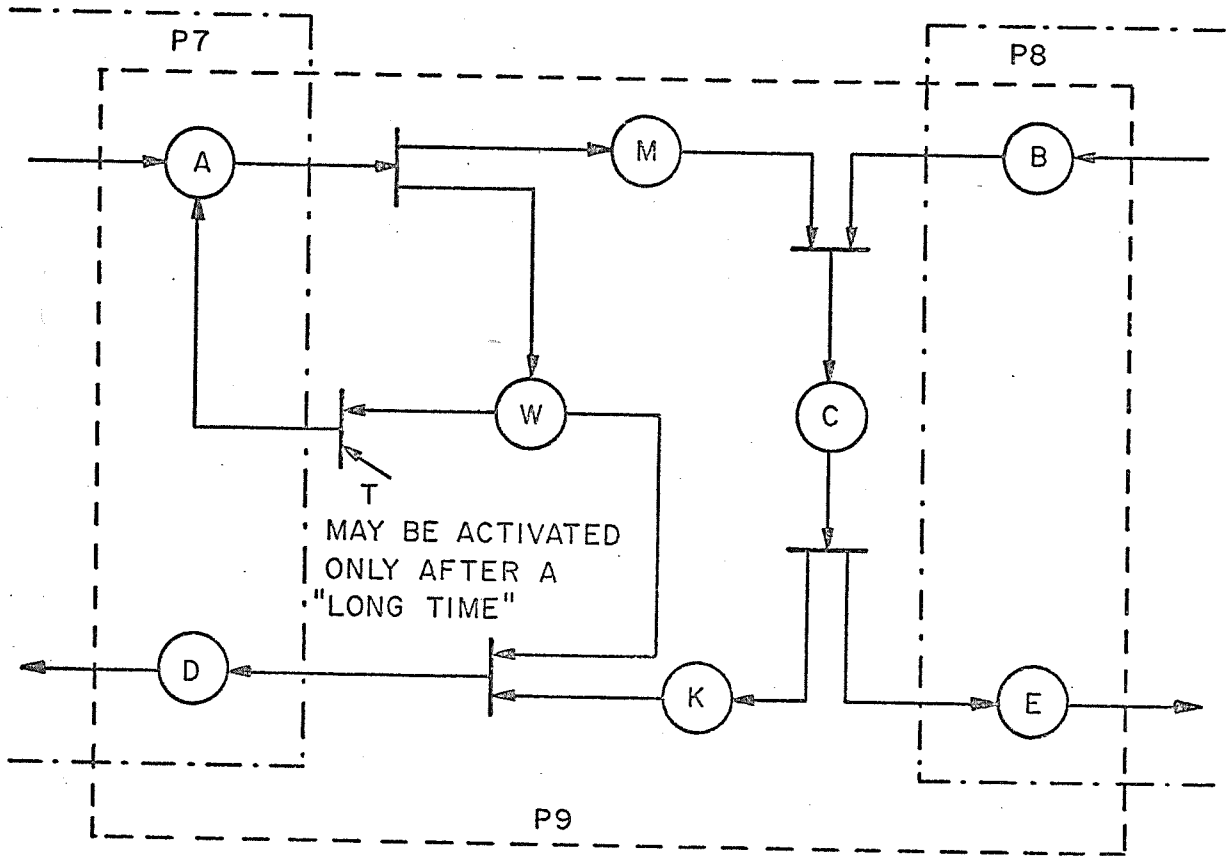 P7
P8
A
M
B
W
C
T
MAY BE ACTIVATED
ONLY AFTER A
"LONG TIME"
D
K
E
P9